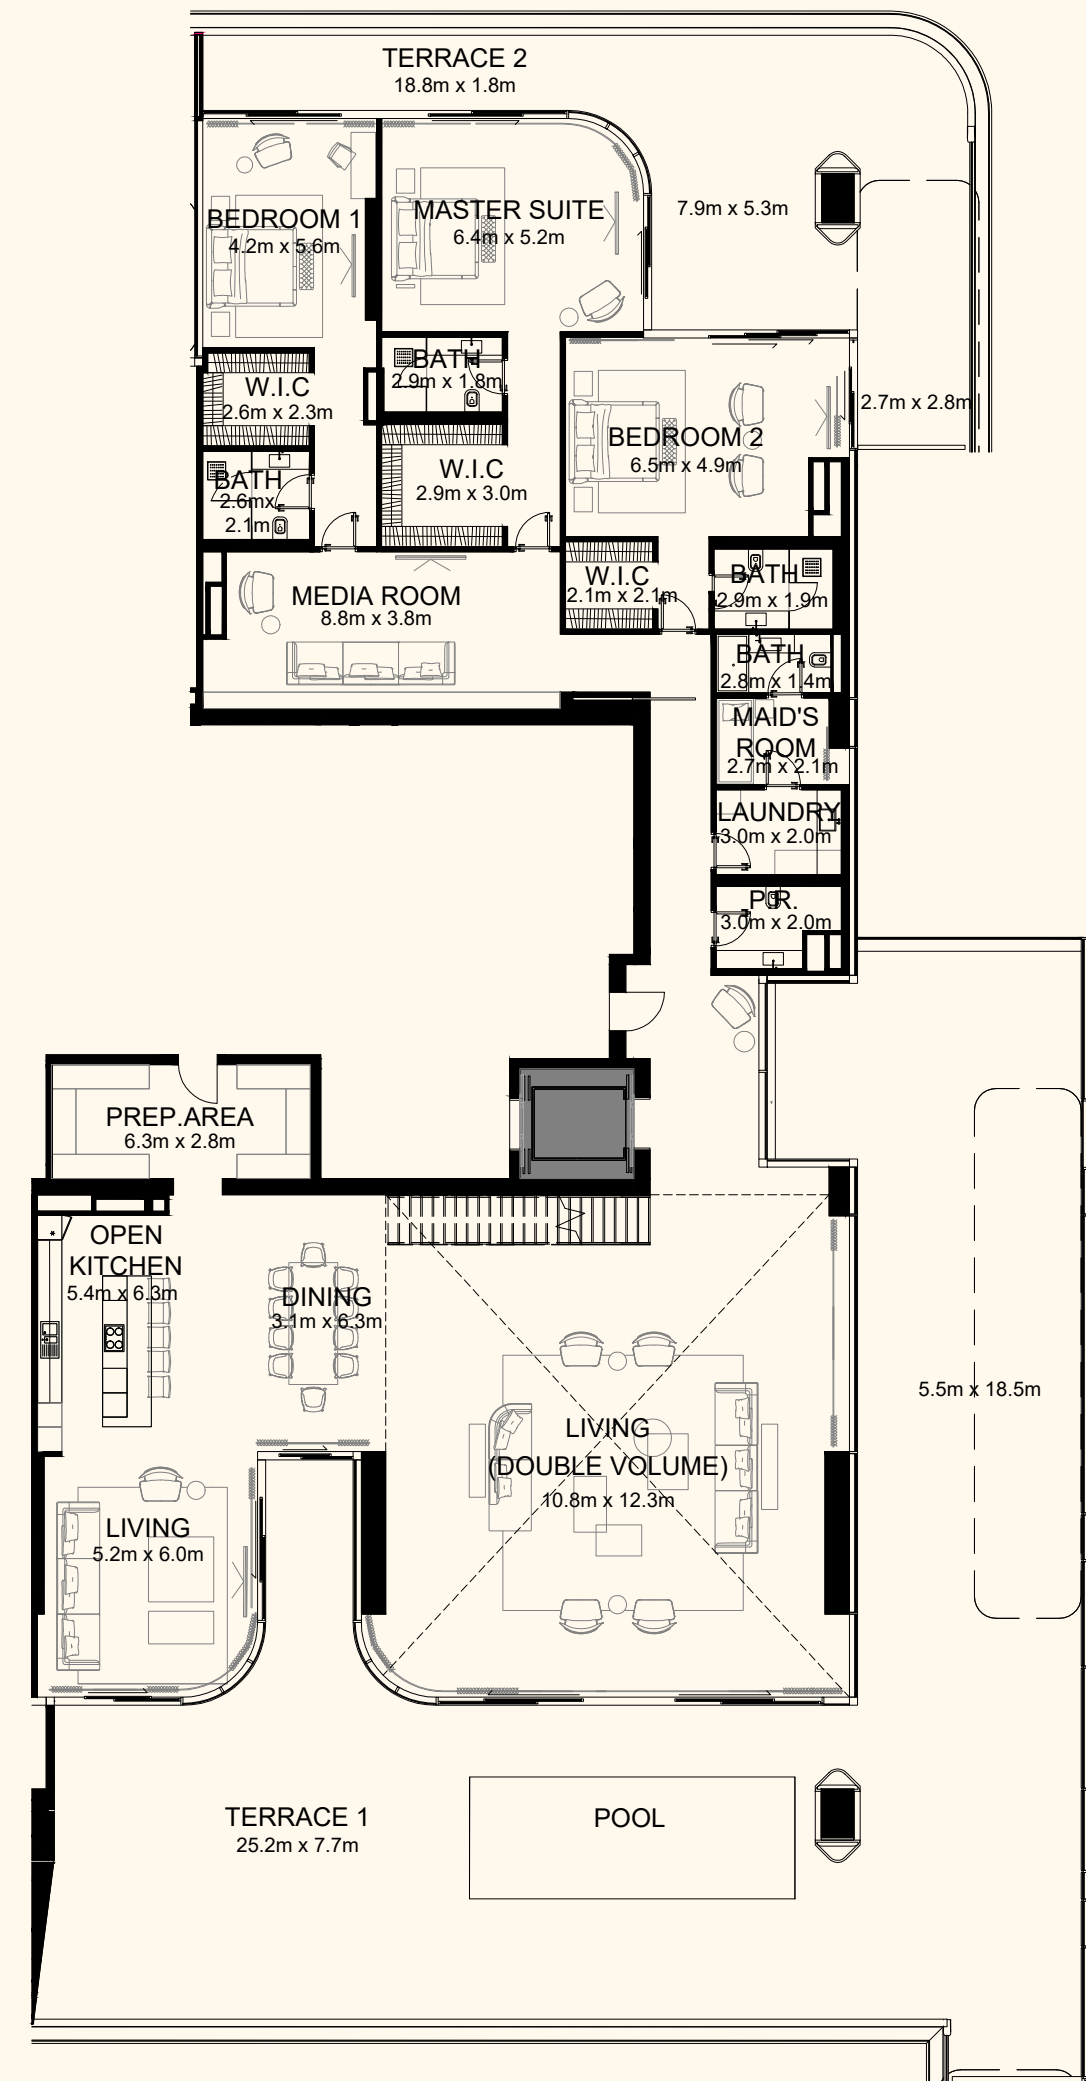 TERRACE 2
18.8m x 1.8m
BEDROOM 1
4.2m x 5.6m
MASTER SUITE
6.4m x 5.2m
7.9m x 5.3m
BATH
2.9m x 1.8m
W.I.C
2.6m x 2.3m
2.7m x 2.8m
BEDROOM 2
6.5m x 4.9m
W.I.C
2.9m x 3.0m
BATH
2.6mx
2.1m
W.I.C
2.1m x 2.1m
BATH
2.9m x 1.9m
MEDIA ROOM
8.8m x 3.8m
BATH
2.8m x 1.4m
MAID'S
ROOM
2.7m x 2.1m
LAUNDRY
3.0m x 2.0m
P.R.
3.0m x 2.0m
PREP.AREA
6.3m x 2.8m
OPEN
KITCHEN
5.4m x 6.3m
DINING
3.1m x 6.3m
5.5m x 18.5m
LIVING
(DOUBLE VOLUME)
10.8m x 12.3m
LIVING
5.2m x 6.0m
TERRACE 1
25.2m x 7.7m
POOL